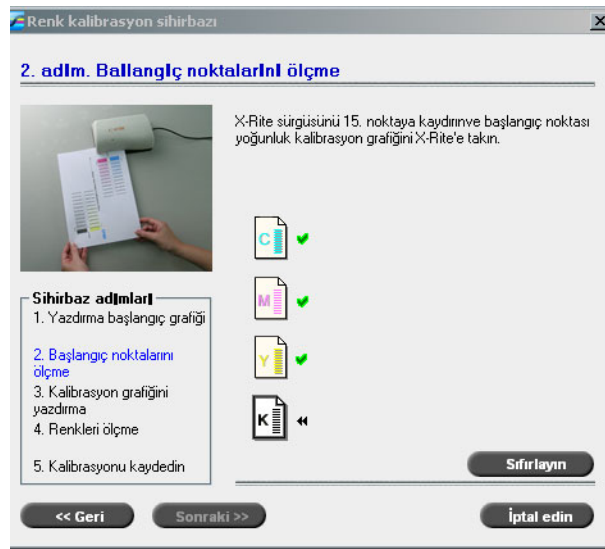 Renk kalibrasyon sihirbazı
2. adIm. BallangIç noktalarInI ölçme
X-Rite sürgüsünü 15. noktaya kaydırınve başlangıç noktası
yoğunluk kalibrasyon grafiğini X-Rite'e takın.
C
M
Y
K
Sihirbaz adImlarI
1. Yazdırma başlangıç grafiği
2. Başlangıç noktalarını
ölçme
3. Kalibrasyon grafiğini
yazdırma
4. Renkleri ölçme
5. Kalibrasyonu kaydedin
Sıfırlayın
<< Geri
Sonraki >>
İptal edin